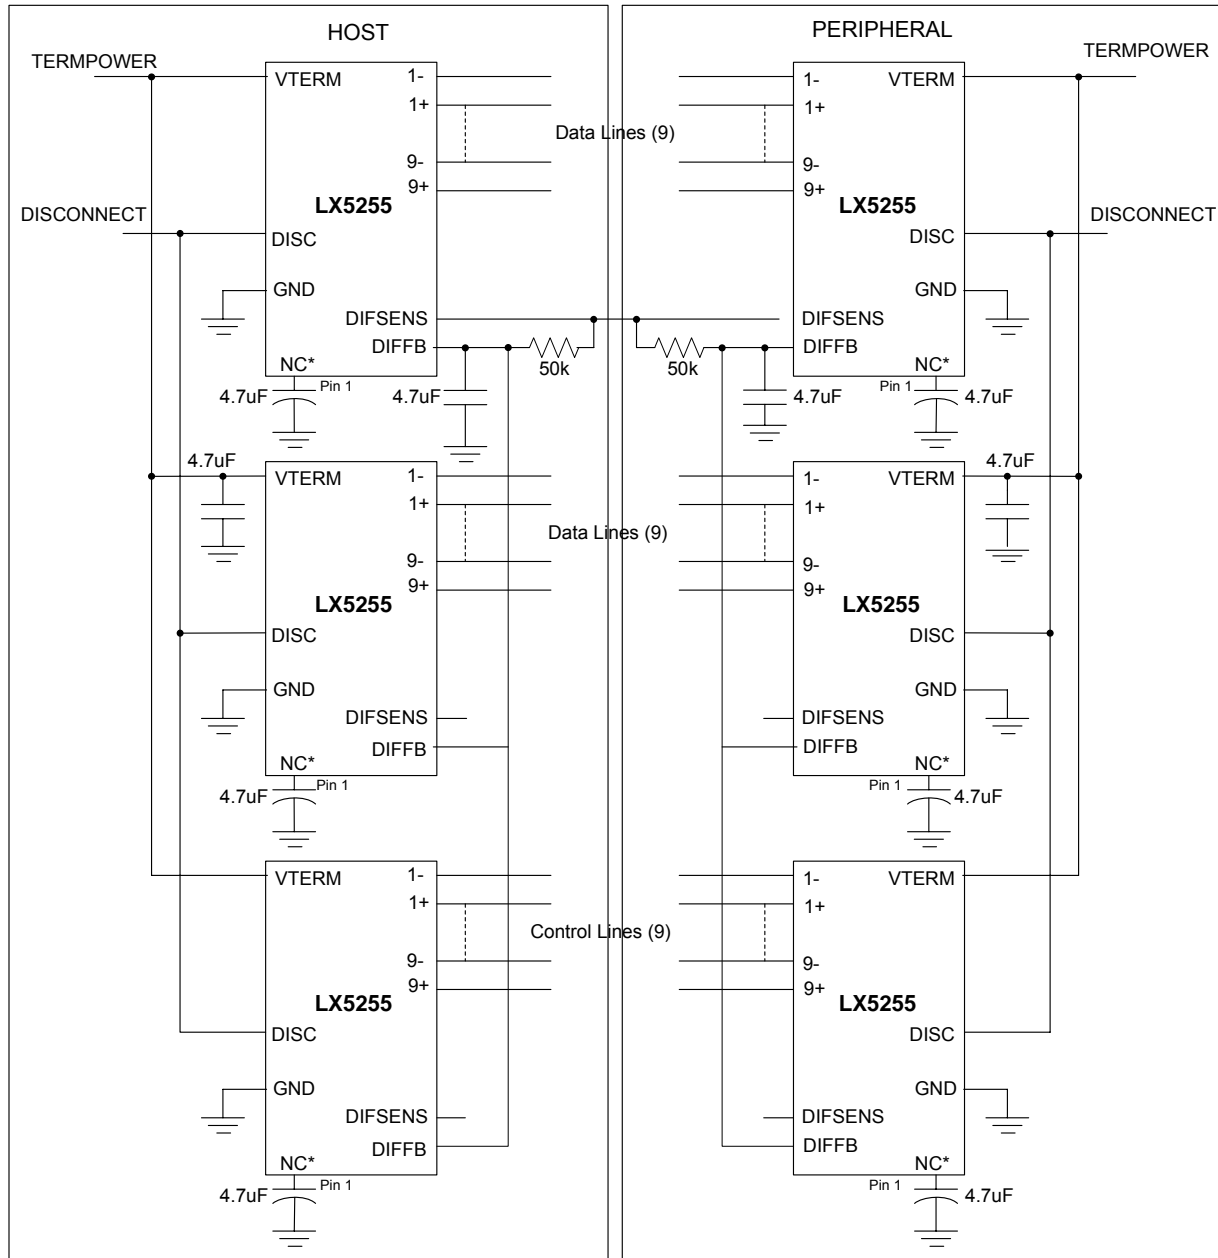 HOST
PERIPHERAL
TERMPOWER
TERMPOWER
VTERM
1-
1+
9-
9+
Data Lines (9)
1-
1+
9-
9+
VTERM
LX5255
LX5255
DISCONNECT
DISCONNECT
DISC
DISC
GND
GND
DIFSENS
DIFSENS
DIFFB
DIFFB
50k
50k
NC*
Pin 1
4.7uF
4.7uF
4.7uF
NC*
Pin 1
4.7uF
4.7uF
4.7uF
VTERM
1-
1+
9-
9+
Data Lines (9)
1-
1+
9-
9+
VTERM
LX5255
LX5255
DISC
DISC
GND
GND
DIFSENS
DIFSENS
DIFFB
DIFFB
NC*
Pin 1
4.7uF
NC*
Pin 1
4.7uF
VTERM
1-
1+
9-
9+
Control Lines (9)
1-
1+
9-
9+
VTERM
LX5255
LX5255
DISC
DISC
GND
GND
DIFSENS
DIFSENS
DIFFB
DIFFB
NC*
Pin 1
4.7uF
NC*
Pin 1
4.7uF